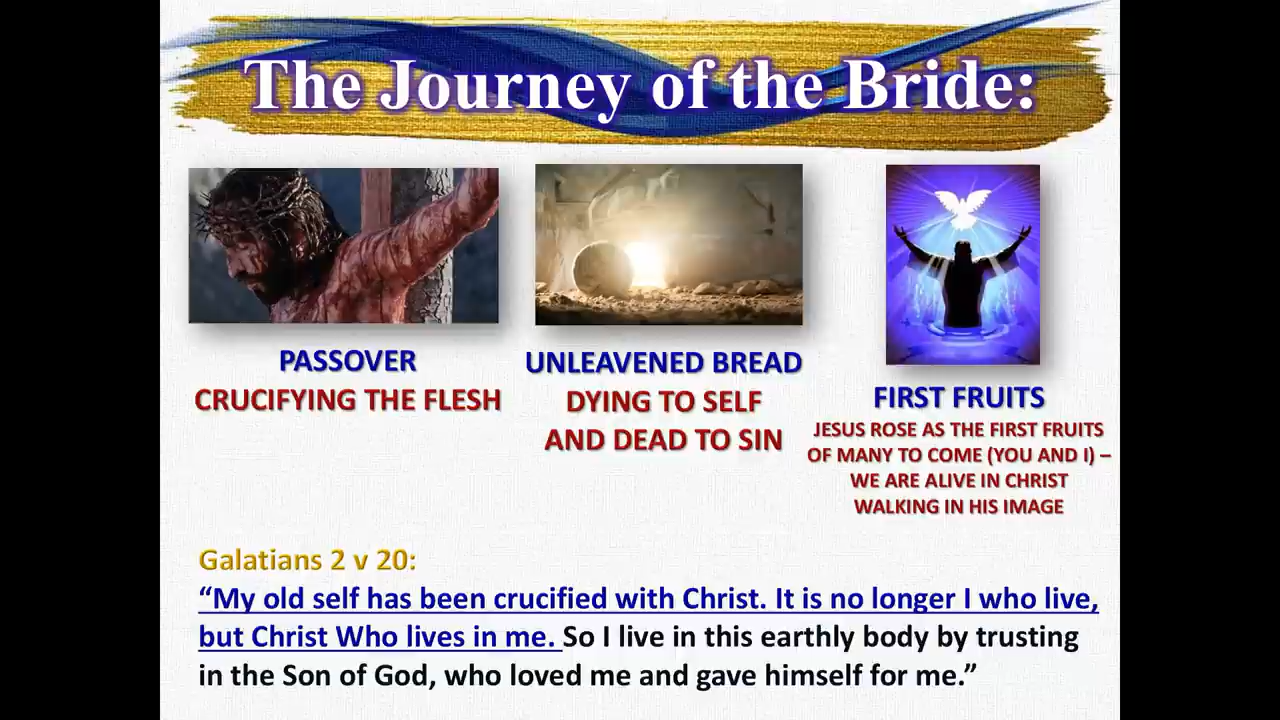 The Journey of the Bride:
PASSOVER
CRUCIFYING THE FLESH
UNLEAVENED BREAD
DYING TO SELF
AND DEAD TO SIN
FIRST FRUITS
JESUS ROSE AS THE FIRST FRUITS
OF MANY TO COME (YOU AND I) –
WE ARE ALIVE IN CHRIST
WALKING IN HIS IMAGE
Galatians 2 v 20:
“My old self has been crucified with Christ. It is no longer I who live,
but Christ Who lives in me. So I live in this earthly body by trusting
in the Son of God, who loved me and gave himself for me.”